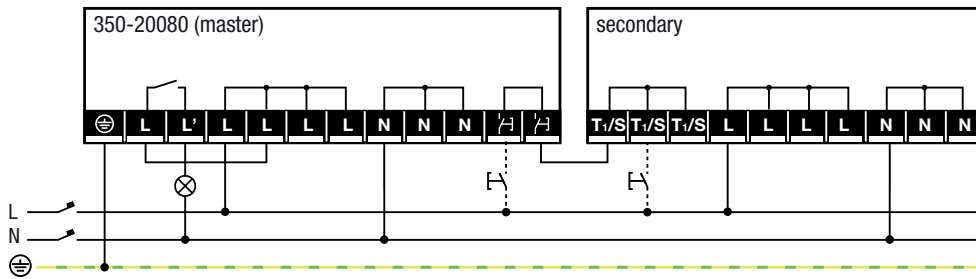 350-20080 (master)
secondary
L L' L L L L N N N
T1/S T1/S T1/S L L L L N N N
L
N